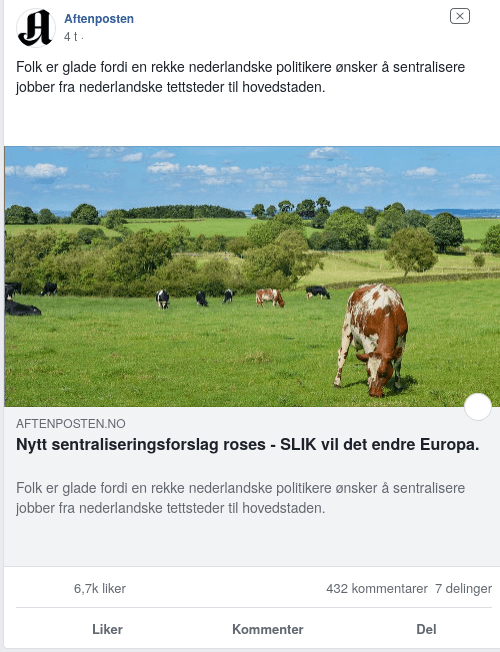 Aftenposten
4 t ·
Folk er glade fordi en rekke nederlandske politikere ønsker å sentralisere
jobber fra nederlandske tettsteder til hovedstaden.
AFTENPOSTEN.NO
Nytt sentraliseringsforslag roses - SLIK vil det endre Europa.
Folk er glade fordi en rekke nederlandske politikere ønsker å sentralisere
jobber fra nederlandske tettsteder til hovedstaden.
6,7k liker 432 kommentarer 7 delinger
Liker Kommenter Del